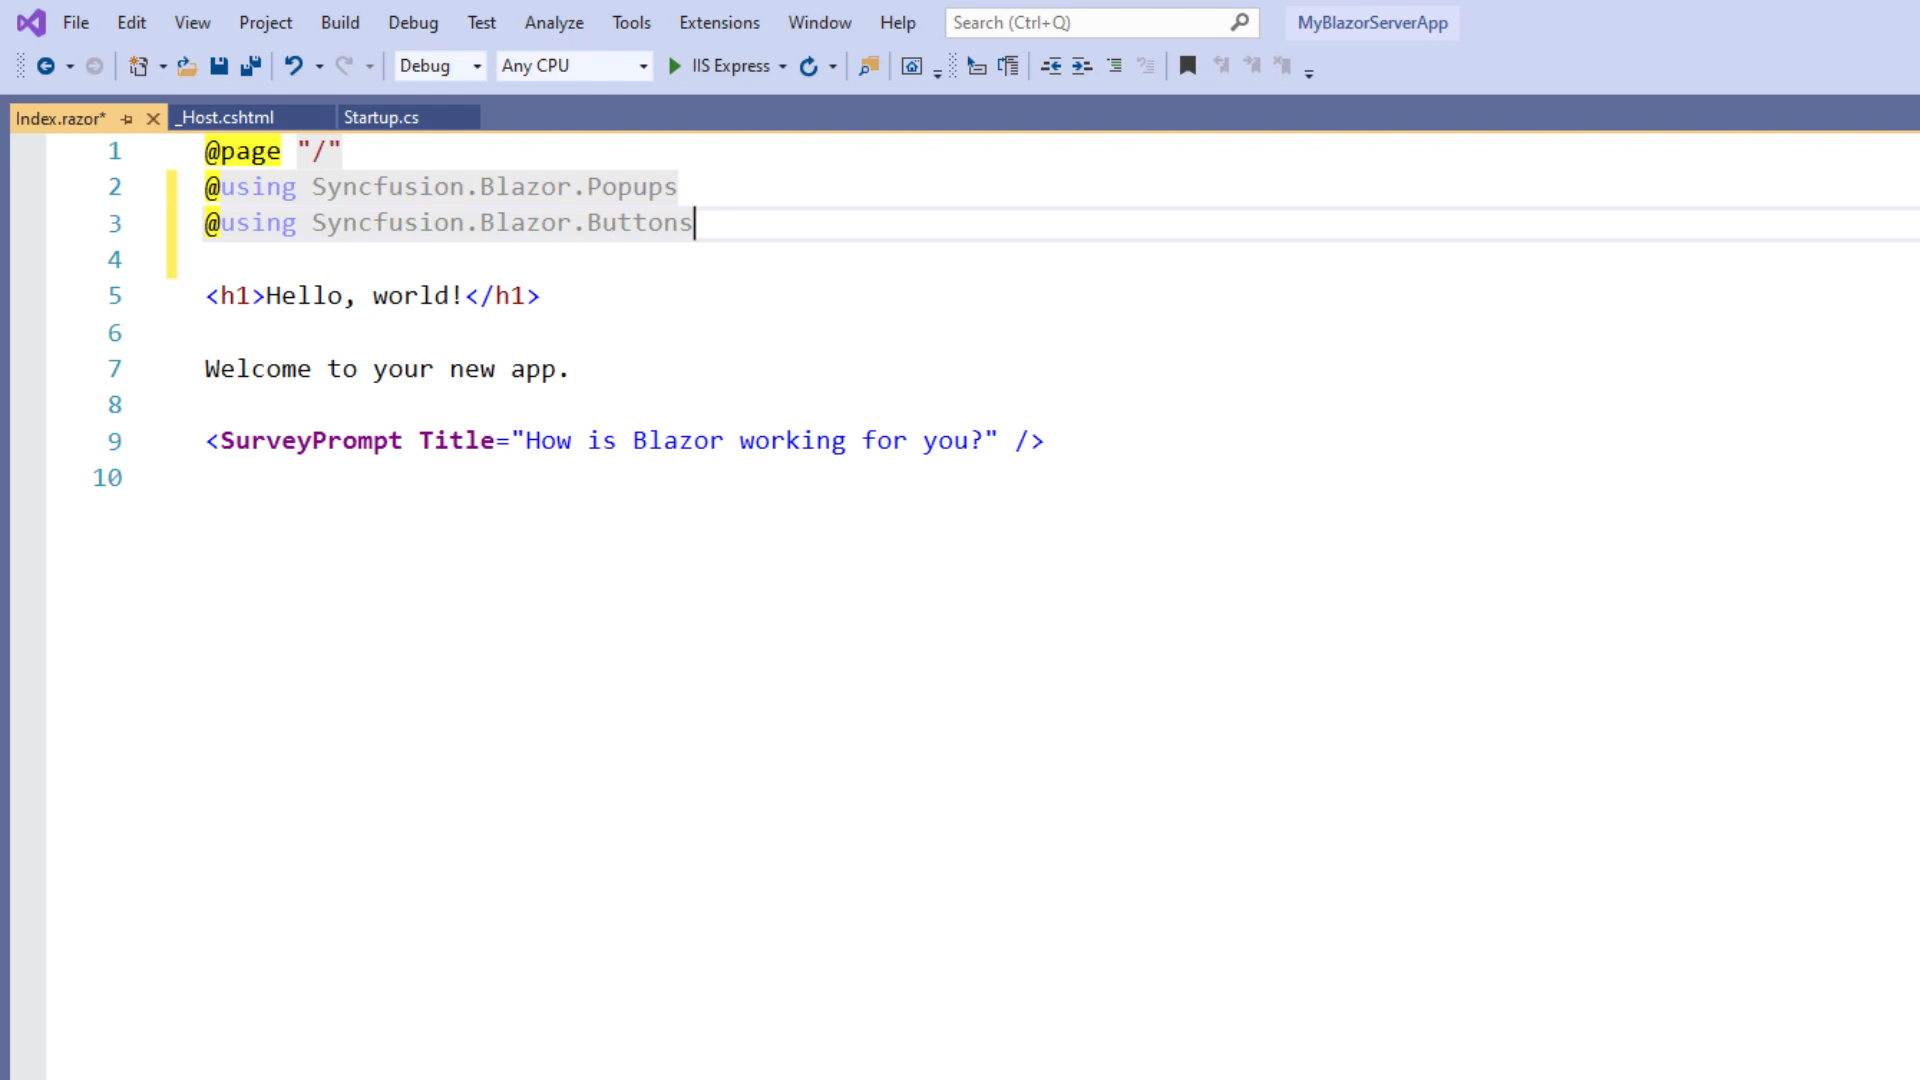 File Edit View Project Build Debug Test Analyze Tools Extensions Window Help Search (Ctrl+Q) MyBlazorServerApp
Debug Any CPU IIS Express
Index.razor* _Host.cshtml Startup.cs
1 @page "/"
2 @using Syncfusion.Blazor.Popups
3 @using Syncfusion.Blazor.Buttons
4
5 <h1>Hello, world!</h1>
6
7 Welcome to your new app.
8
9 <SurveyPrompt Title="How is Blazor working for you?" />
10